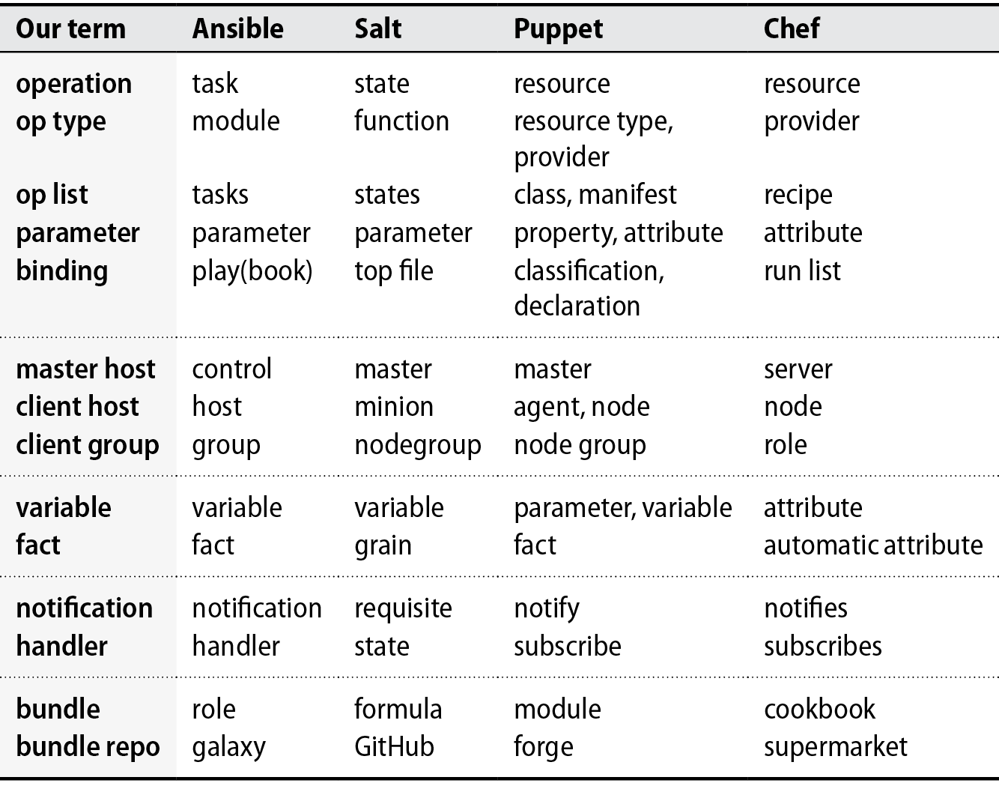 Our term Ansible Salt Puppet Chef
operation task state resource resource
op type module function resource type, provider
provider
op list tasks states class, manifest recipe
parameter parameter parameter property, attribute attribute
binding play(book) top file classification, run list
declaration
master host control master master server
client host host minion agent, node node
client group group nodegroup node group role
variable variable variable parameter, variable attribute
fact fact grain fact automatic attribute
notification notification requisite notify notifies
handler handler state subscribe subscribes
bundle role formula module cookbook
bundle repo galaxy GitHub forge supermarket